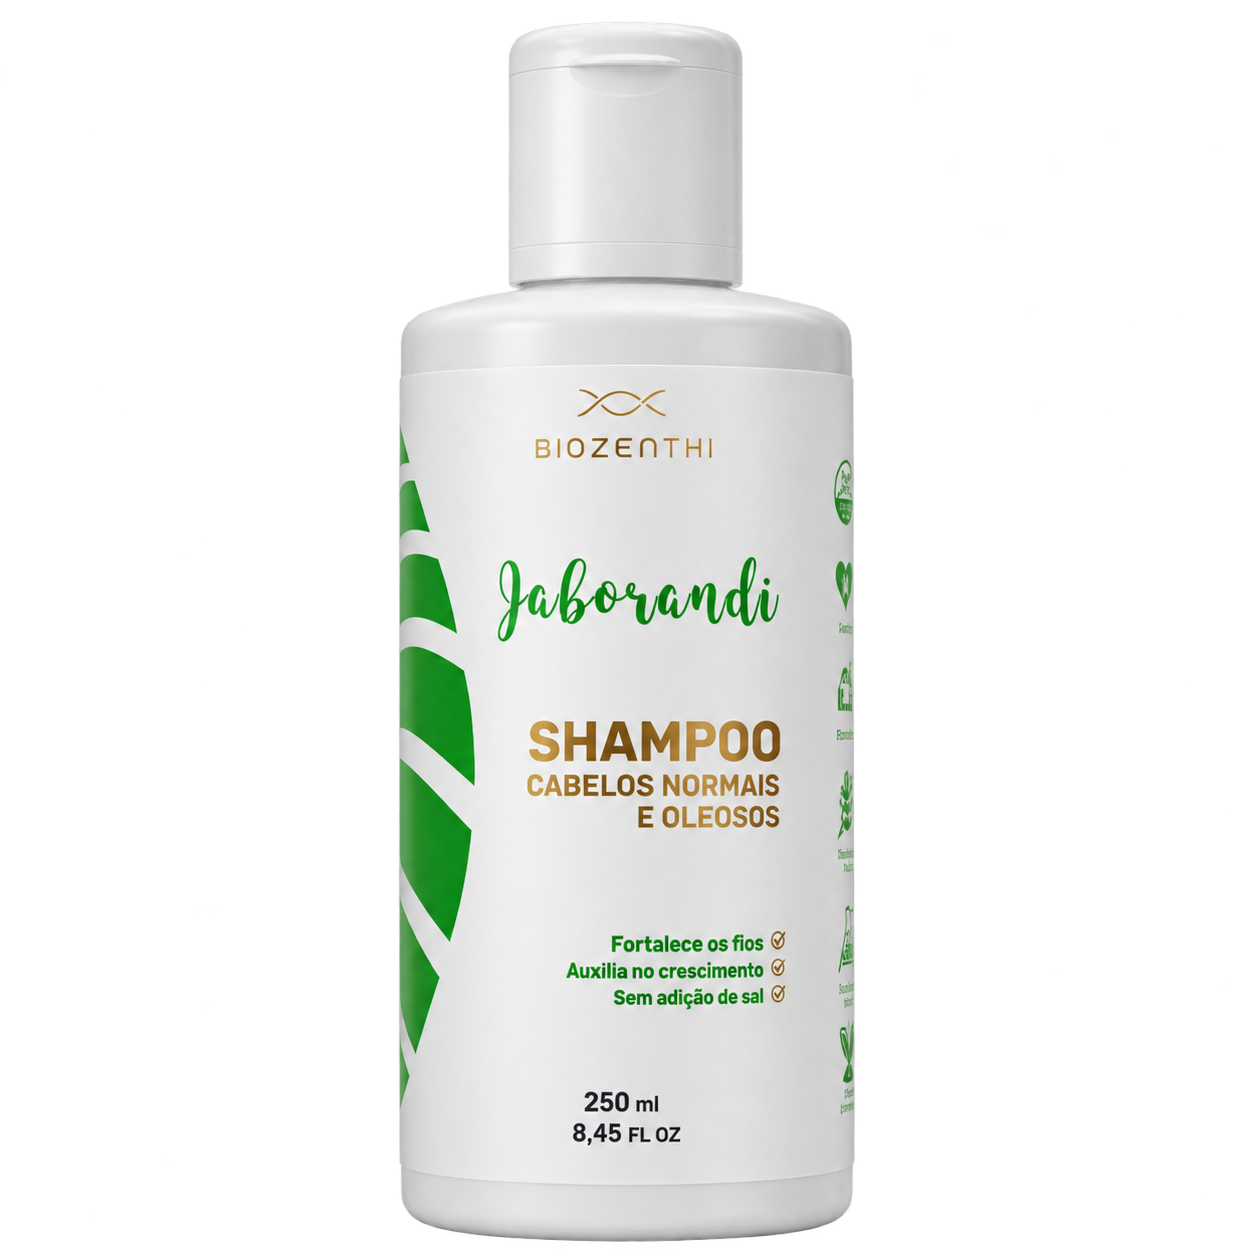 BIOZENTHI
Jaborandi
SHAMPOO
CABELOS NORMAIS
E OLEOSOS
Fortalece os fios
Auxilia no crescimento
Sem adição de sal
250 ml
8,45 FL OZ